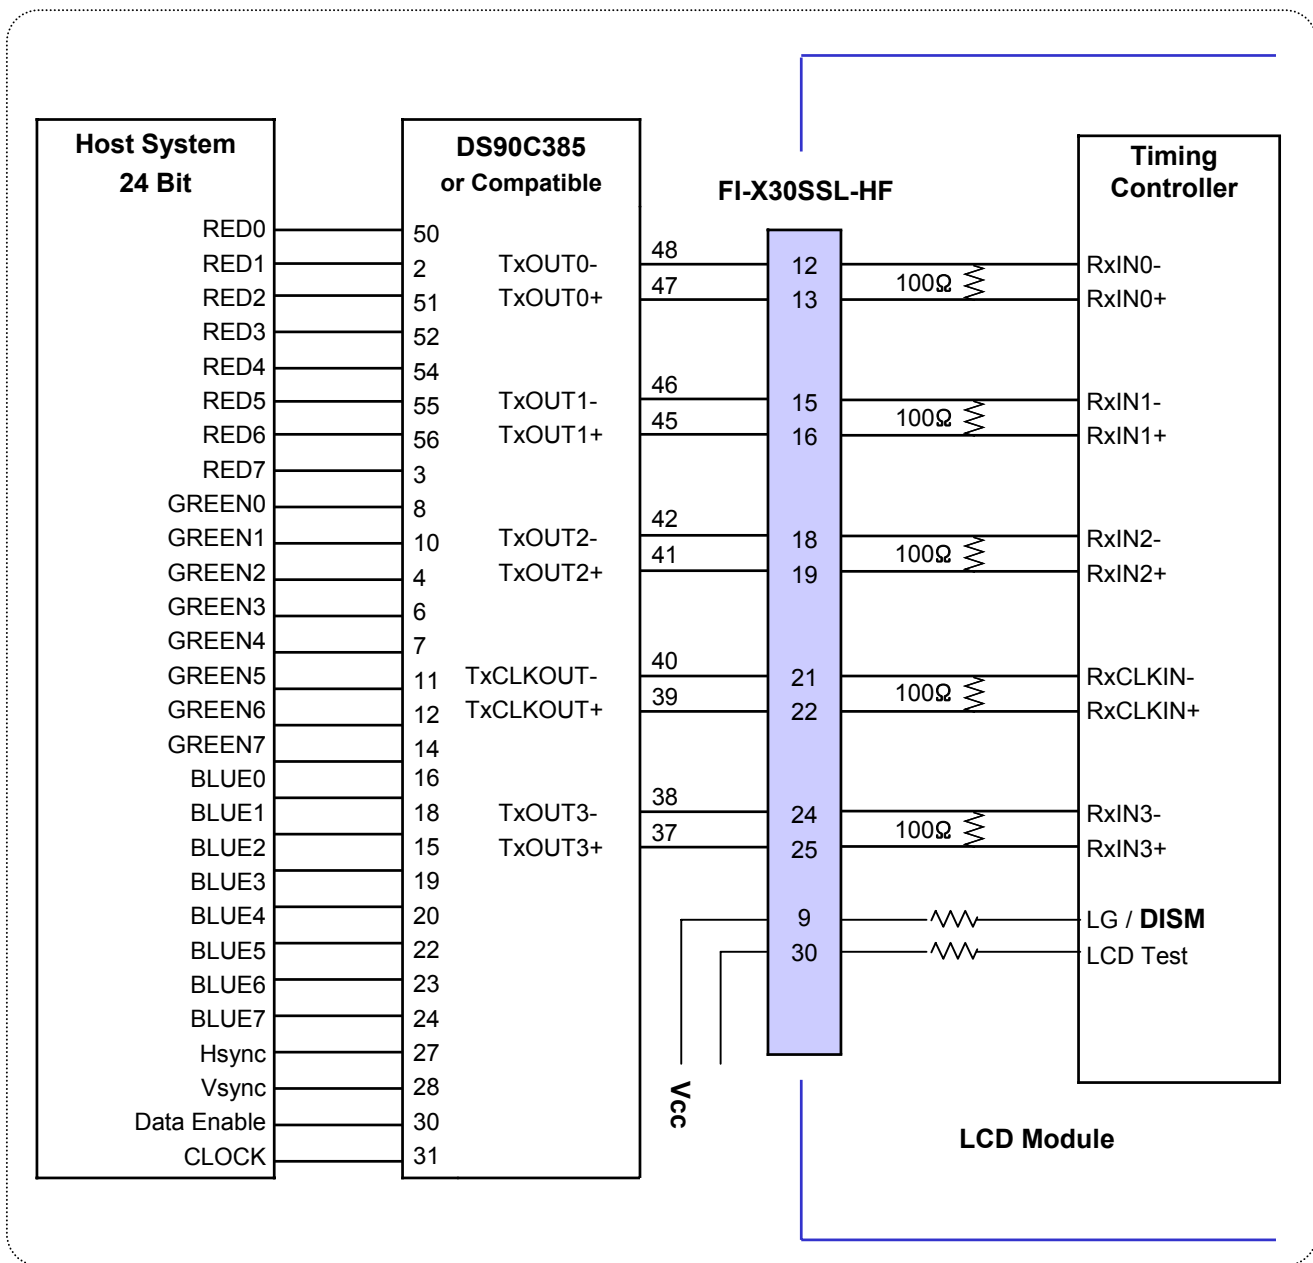 Host System
24 Bit
RED0
RED1
RED2
RED3
RED4
RED5
RED6
RED7
GREEN0
GREEN1
GREEN2
GREEN3
GREEN4
GREEN5
GREEN6
GREEN7
BLUE0
BLUE1
BLUE2
BLUE3
BLUE4
BLUE5
BLUE6
BLUE7
Hsync
Vsync
Data Enable
CLOCK
DS90C385
or Compatible
50
2
51
52
54
55
56
3
8
10
4
6
7
11
12
14
16
18
15
19
20
22
23
24
27
28
30
31
TxOUT0-
TxOUT0+
TxOUT1-
TxOUT1+
TxOUT2-
TxOUT2+
TxCLKOUT-
TxCLKOUT+
TxOUT3-
TxOUT3+
48
47
46
45
42
41
40
39
38
37
Vcc
FI-X30SSL-HF
12
13
15
16
18
19
21
22
24
25
9
30
100Ω
100Ω
100Ω
100Ω
100Ω
Timing
Controller
RxIN0-
RxIN0+
RxIN1-
RxIN1+
RxIN2-
RxIN2+
RxCLKIN-
RxCLKIN+
RxIN3-
RxIN3+
LG / DISM
LCD Test
LCD Module